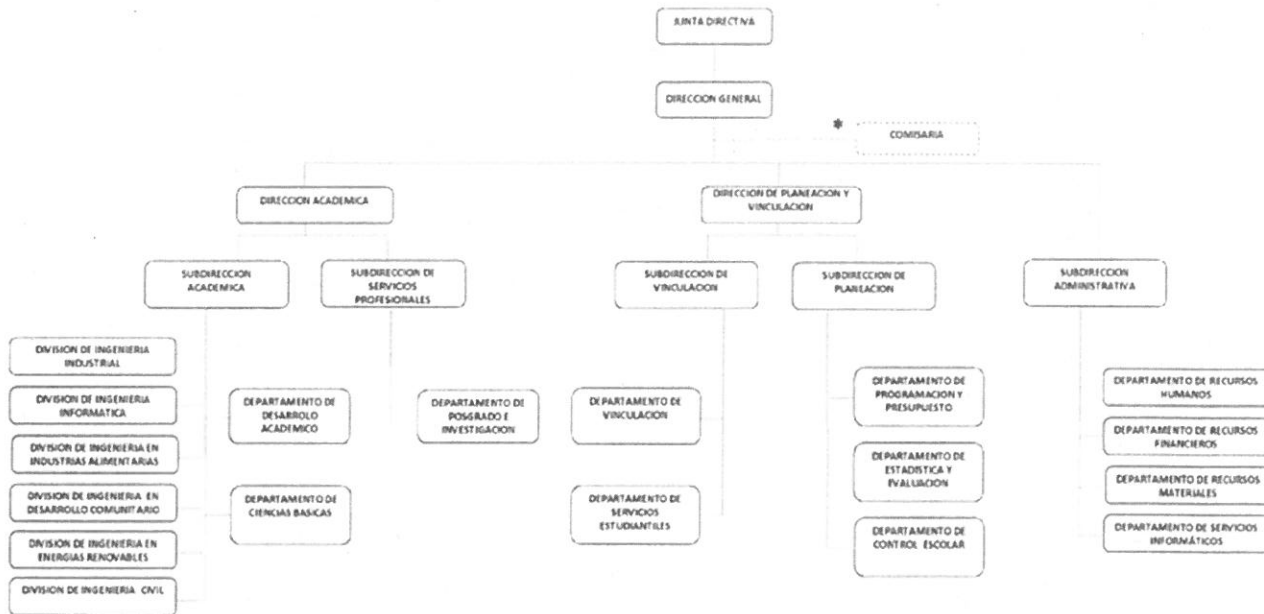 JUNTA DIRECTIVA
DIRECCION GENERAL
*
COMISARIA
DIRECCION ACADEMICA
DIRECCION DE PLANEACION Y
VINCULACION
SUBDIRECCION
ACADEMICA
SUBDIRECCION DE
SERVICIOS
PROFESIONALES
SUBDIRECCION DE
VINCULACION
SUBDIRECCION DE
PLANEACION
SUBDIRECCION
ADMINISTRATIVA
DIVISION DE INGENIERIA
INDUSTRIAL
DIVISION DE INGENIERIA
INFORMATICA
DIVISION DE INGENIERIA EN
INDUSTRIAS ALIMENTARIAS
DIVISION DE INGENIERIA EN
DESARROLLO COMUNITARIO
DIVISION DE INGENIERIA EN
ENERGIAS RENOVABLES
DIVISION DE INGENIERIA CIVIL
DEPARTAMENTO DE
DESARROLLO
ACADEMICO
DEPARTAMENTO DE
CIENCIAS BASICAS
DEPARTAMENTO DE
POSGRADO E
INVESTIGACION
DEPARTAMENTO DE
VINCULACION
DEPARTAMENTO DE
SERVICIOS
ESTUDIANTILES
DEPARTAMENTO DE
PROGRAMACION Y
PRESUPUESTO
DEPARTAMENTO DE
ESTADISTICA Y
EVALUACION
DEPARTAMENTO DE
CONTROL ESCOLAR
DEPARTAMENTO DE RECURSOS
HUMANOS
DEPARTAMENTO DE RECURSOS
FINANCIEROS
DEPARTAMENTO DE RECURSOS
MATERIALES
DEPARTAMENTO DE SERVICIOS
INFORMÁTICOS